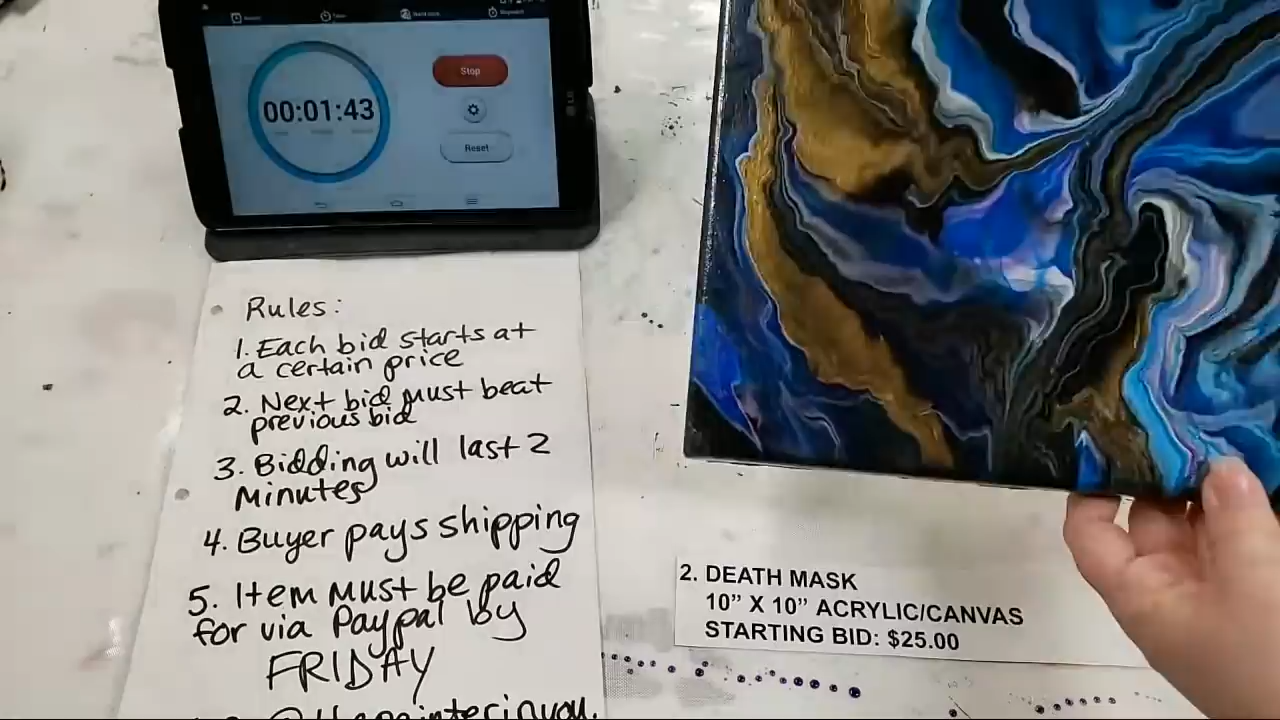 00:01:43
Stop
Reset
LG
Rules:
1. Each bid starts at
a certain price
2. Next bid must beat
previous bid
3. Bidding will last 2
Minutes
4. Buyer pays shipping
5. Item must be paid
for via Paypal by
FRIDAY
2. DEATH MASK
10" X 10" ACRYLIC/CANVAS
STARTING BID: $25.00